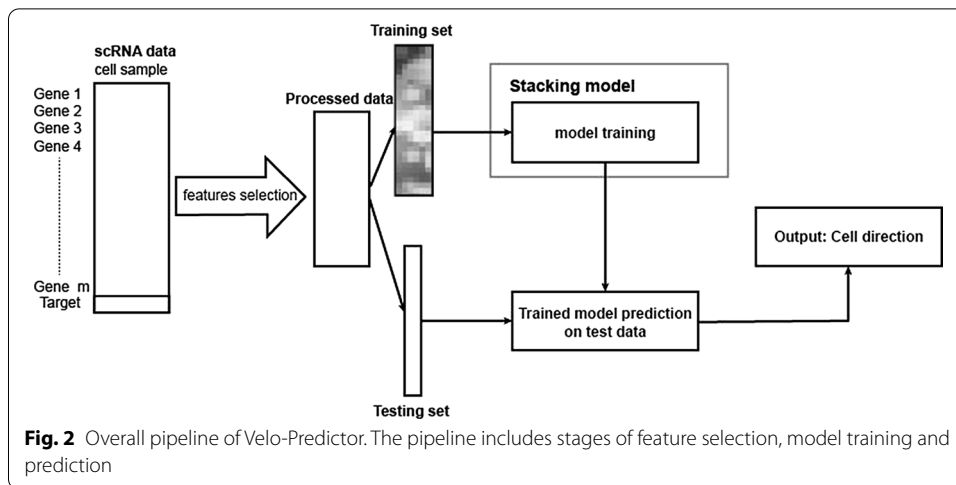 scRNA data
cell sample
Gene 1
Gene 2
Gene 3
Gene 4
Gene m
Target
features selection
Processed data
Training set
Testing set
Stacking model
model training
Trained model prediction
on test data
Output: Cell direction
Fig. 2 Overall pipeline of Velo-Predictor. The pipeline includes stages of feature selection, model training and
prediction